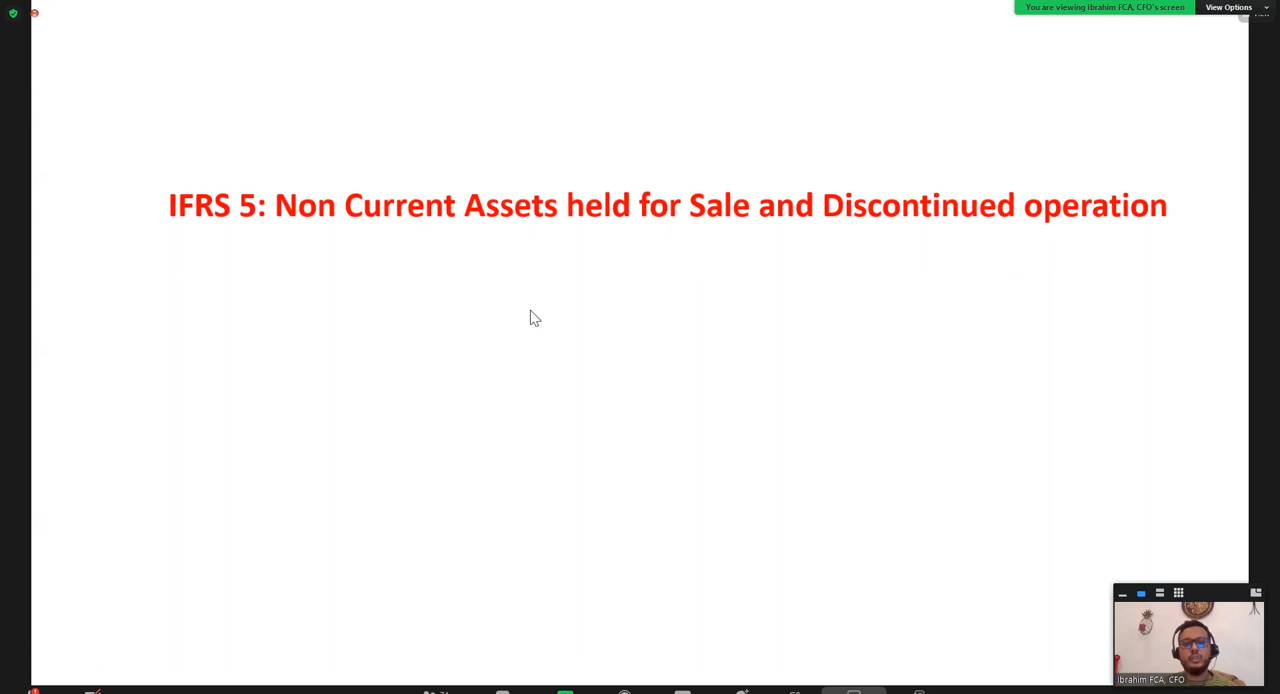 You are viewing Ibrahim FCA, CFO's screen
View Options
View
IFRS 5: Non Current Assets held for Sale and Discontinued operation
Ibrahim FCA, CFO